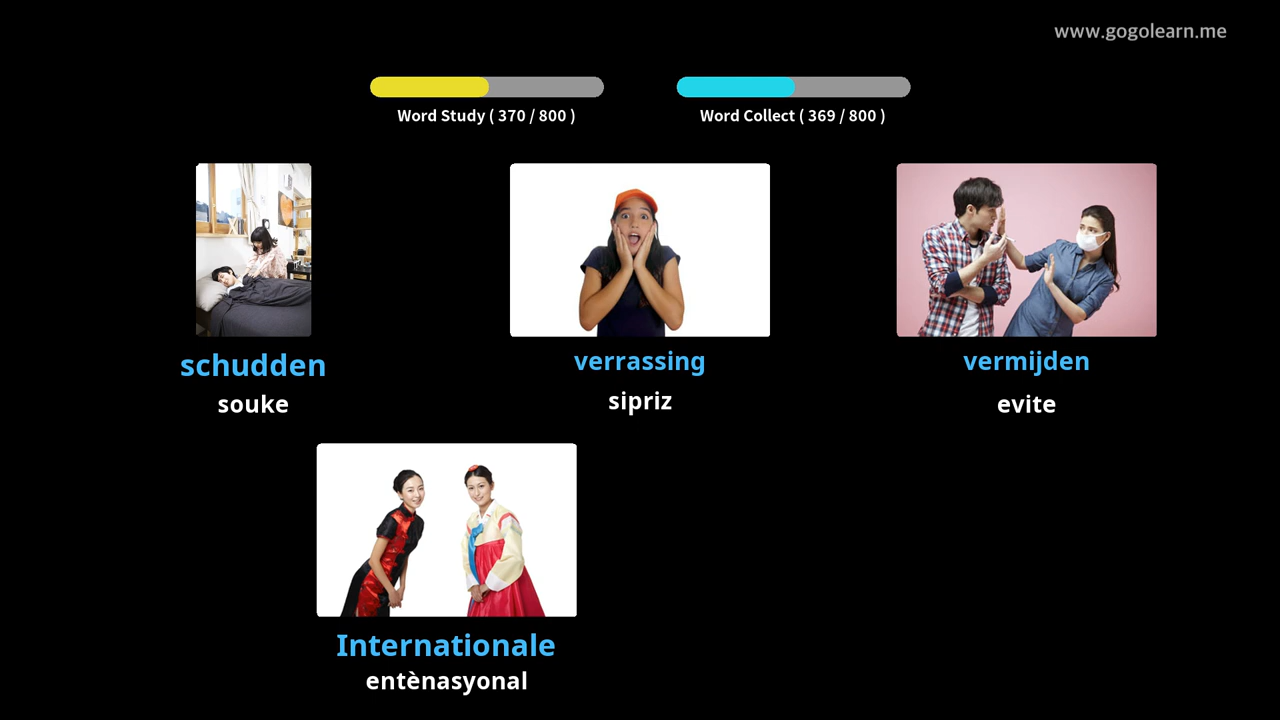 www.gogolearn.me
Word Study ( 370 / 800 )
Word Collect ( 369 / 800 )
schudden
souke
verrassing
sipriz
vermijden
evite
Internationale
entènasyonal